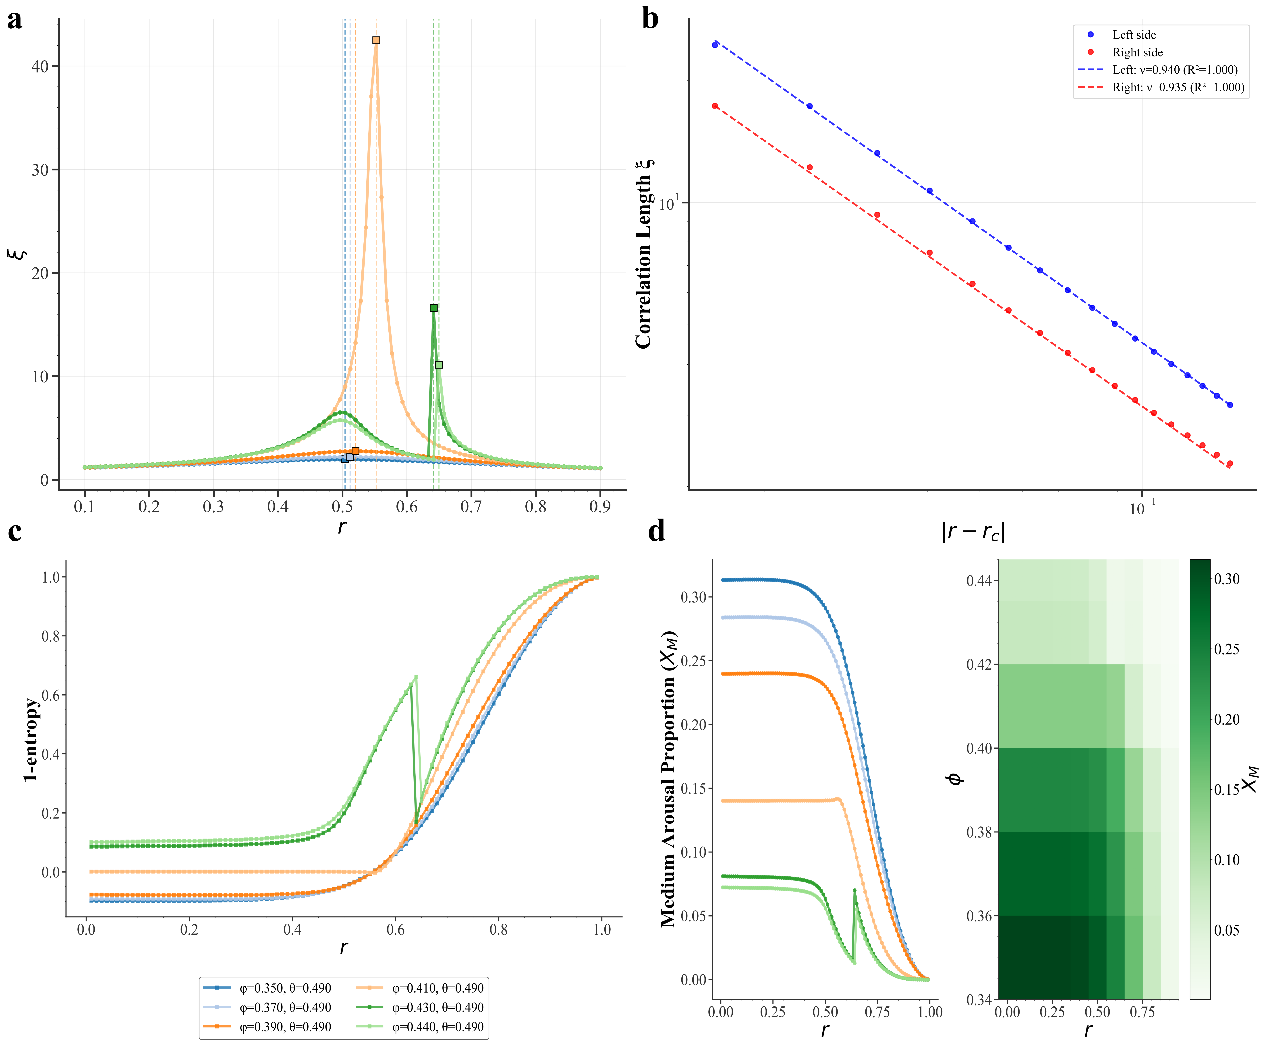 a
40
30
20
10
0
ξ
0.1
0.2
0.3
0.4
0.5
0.6
0.7
0.8
0.9
r
b
Left side
Right side
Left: ν=0.940 (R²=1.000)
Right: ν 0.935 (R² 1.000)
Correlation Length ξ
10¹
10⁻¹
|r − r_c|
c
1.0
0.8
0.6
0.4
0.2
0.0
1-entropy
0.0
0.2
0.4
0.6
0.8
1.0
r
φ=0.350, θ=0.490
φ=0.370, θ=0.490
φ=0.390, θ=0.490
φ=0.410, θ=0.490
φ=0.430, θ=0.490
φ=0.440, θ=0.490
d
0.30
0.25
0.20
0.15
0.10
0.05
0.00
Medium Arousal Proportion (X_M)
0.00
0.25
0.50
0.75
1.00
r
0.44
0.42
0.40
0.38
0.36
0.34
ϕ
0.00
0.25
0.50
0.75
r
0.30
0.25
0.20
0.15
0.10
0.05
X_M